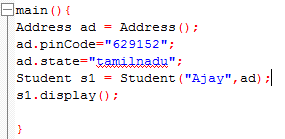 main(){
Address ad = Address();
ad.pinCode="629152";
ad.state="tamilnadu";
Student s1 = Student("Ajay",ad);
s1.display();
}